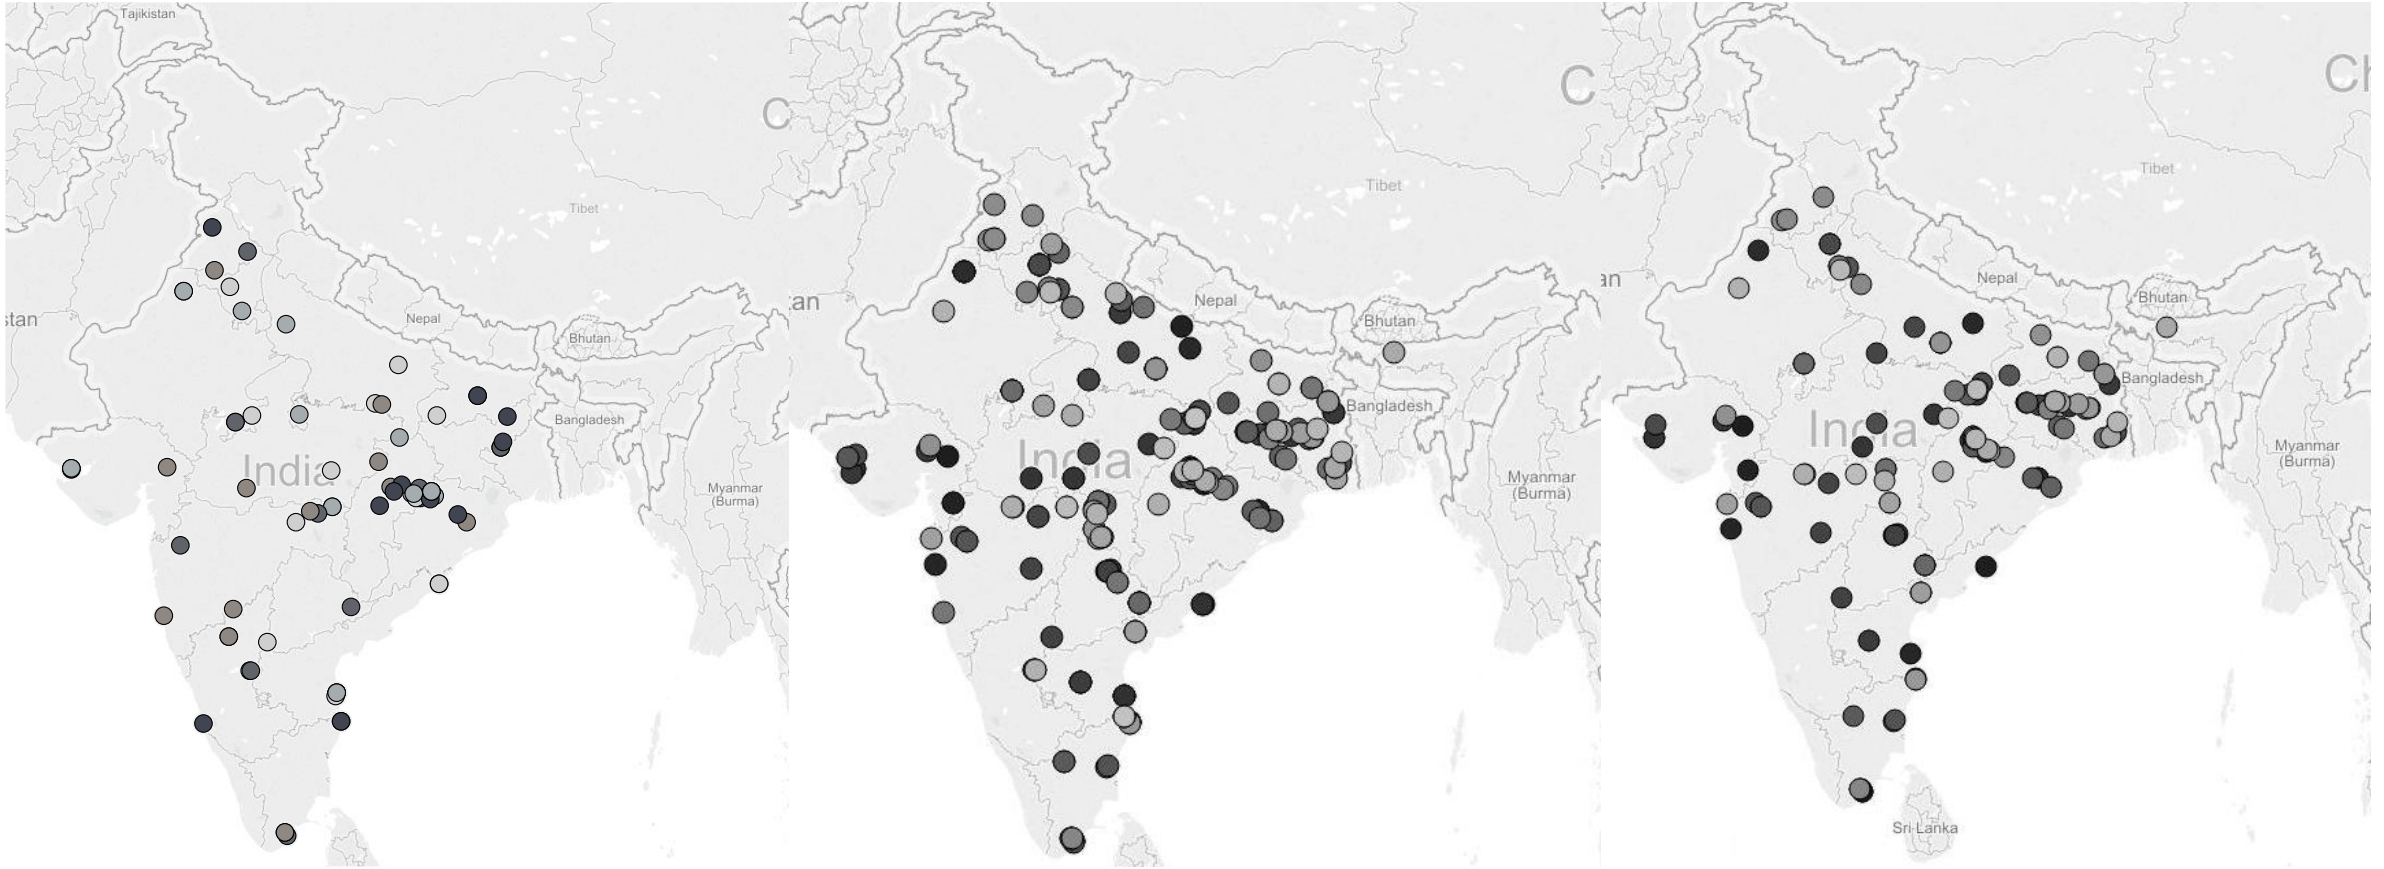 Tajikistan
C
Tibet
stan
Nepal
Bhutan
Bangladesh
India
Myanmar
(Burma)
C
Tibet
an
Nepal
Bhutan
Bangladesh
India
Myanmar
(Burma)
Ch
Tibet
an
Nepal
Bhutan
Bangladesh
India
Myanmar
(Burma)
Sri Lanka